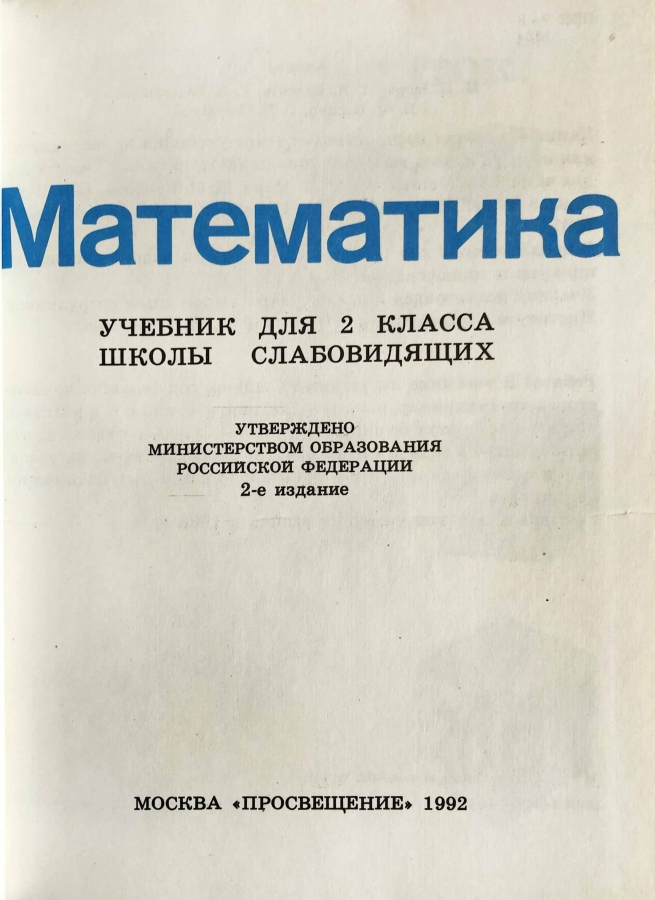 Математика
УЧЕБНИК ДЛЯ 2 КЛАССА
ШКОЛЫ СЛАБОВИДЯЩИХ
УТВЕРЖДЕНО
МИНИСТЕРСТВОМ ОБРАЗОВАНИЯ
РОССИЙСКОЙ ФЕДЕРАЦИИ
2-е издание
МОСКВА «ПРОСВЕЩЕНИЕ» 1992